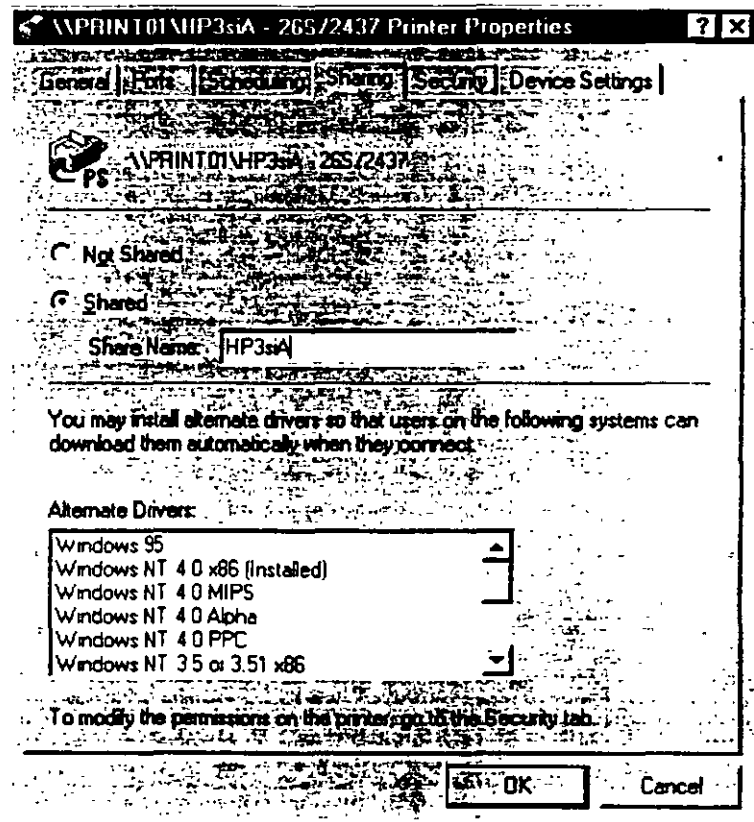 \\PRINT01\HP3siA - 26S/2437 Printer Properties
General Ports Scheduling Sharing Security Device Settings
PS
\\PRINT01\HP3siA - 26S/2437
Not Shared
Shared
Share Name: HP3siA
You may install alternate drivers so that users on the following systems can
download them automatically when they connect.
Alternate Drivers:
Windows 95
Windows NT 4.0 x86 (Installed)
Windows NT 4.0 MIPS
Windows NT 4.0 Alpha
Windows NT 4.0 PPC
Windows NT 3.5 or 3.51 x86
To modify the permissions on the printer, go to the Security tab.
OK Cancel